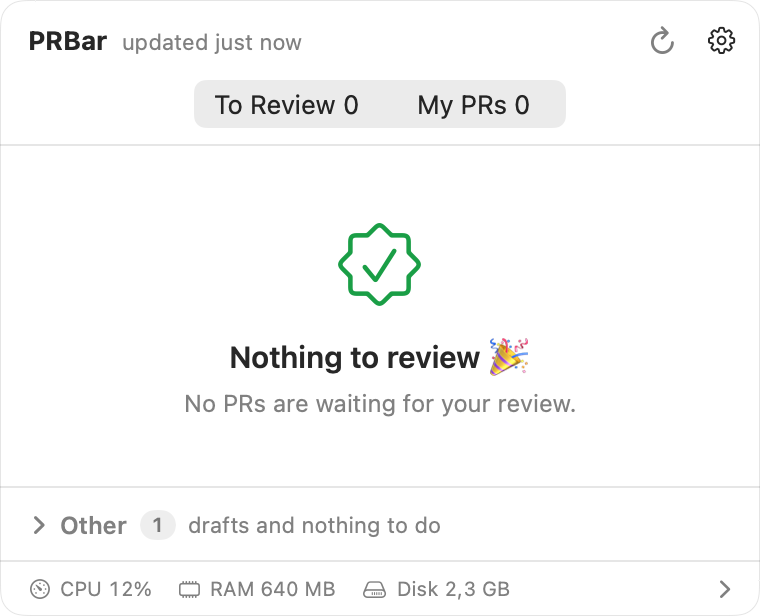 PRBar updated just now
To Review 0 My PRs 0
Nothing to review 🎉
No PRs are waiting for your review.
Other 1 drafts and nothing to do
CPU 12% RAM 640 MB Disk 2,3 GB